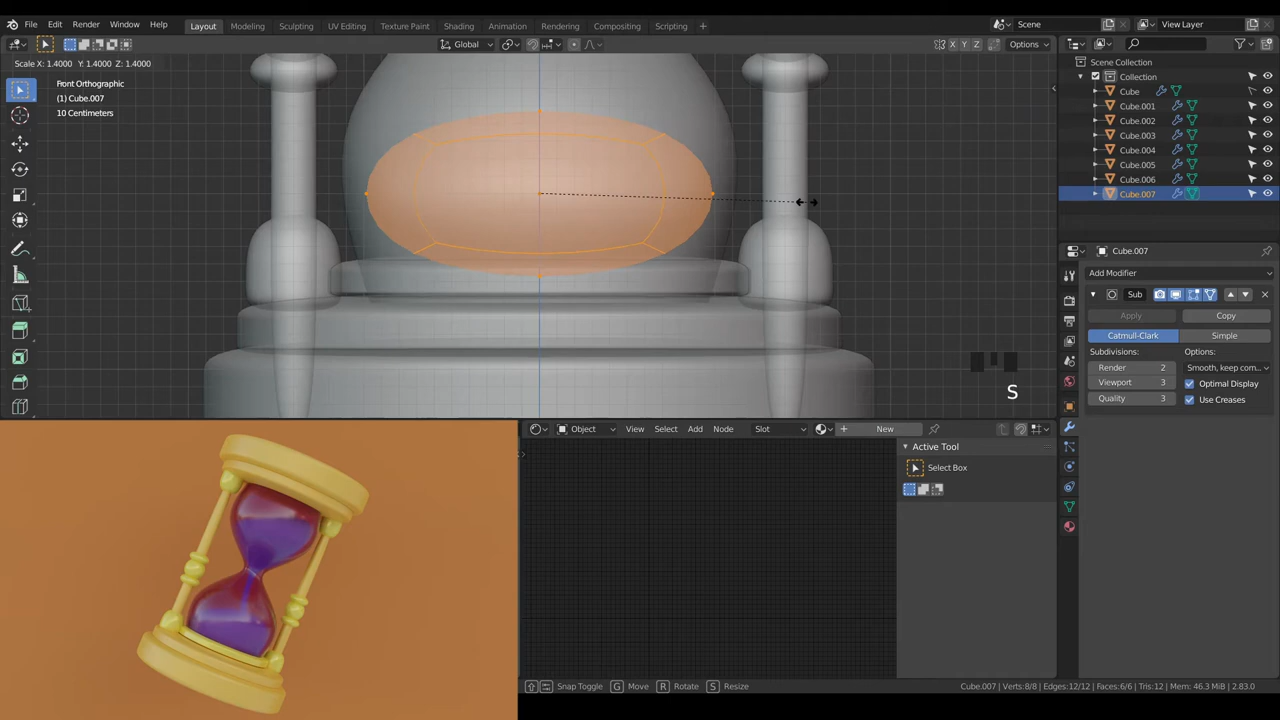 File Edit Render Window Help Layout Modeling Sculpting UV Editing Texture Paint Shading Animation Rendering Compositing Scripting + Scene View Layer
Global X Y Z Options
Scale X: 1.4000 Y: 1.4000 Z: 1.4000
Front Orthographic
(1) Cube.007
10 Centimeters
S
Scene Collection
Collection
Cube
Cube.001
Cube.002
Cube.003
Cube.004
Cube.005
Cube.006
Cube.007
Cube.007
Add Modifier
Sub
Apply Copy
Catmull-Clark Simple
Subdivisions: Options:
Render 2 Smooth, keep com...
Viewport 3 Optimal Display
Quality 3 Use Creases
Object View Select Add Node Slot New
Active Tool
Select Box
Snap Toggle G Move R Rotate S Resize Cube.007 | Verts:8/8 | Edges:12/12 | Faces:6/6 | Tris:12 | Mem: 46.3 MiB | 2.83.0